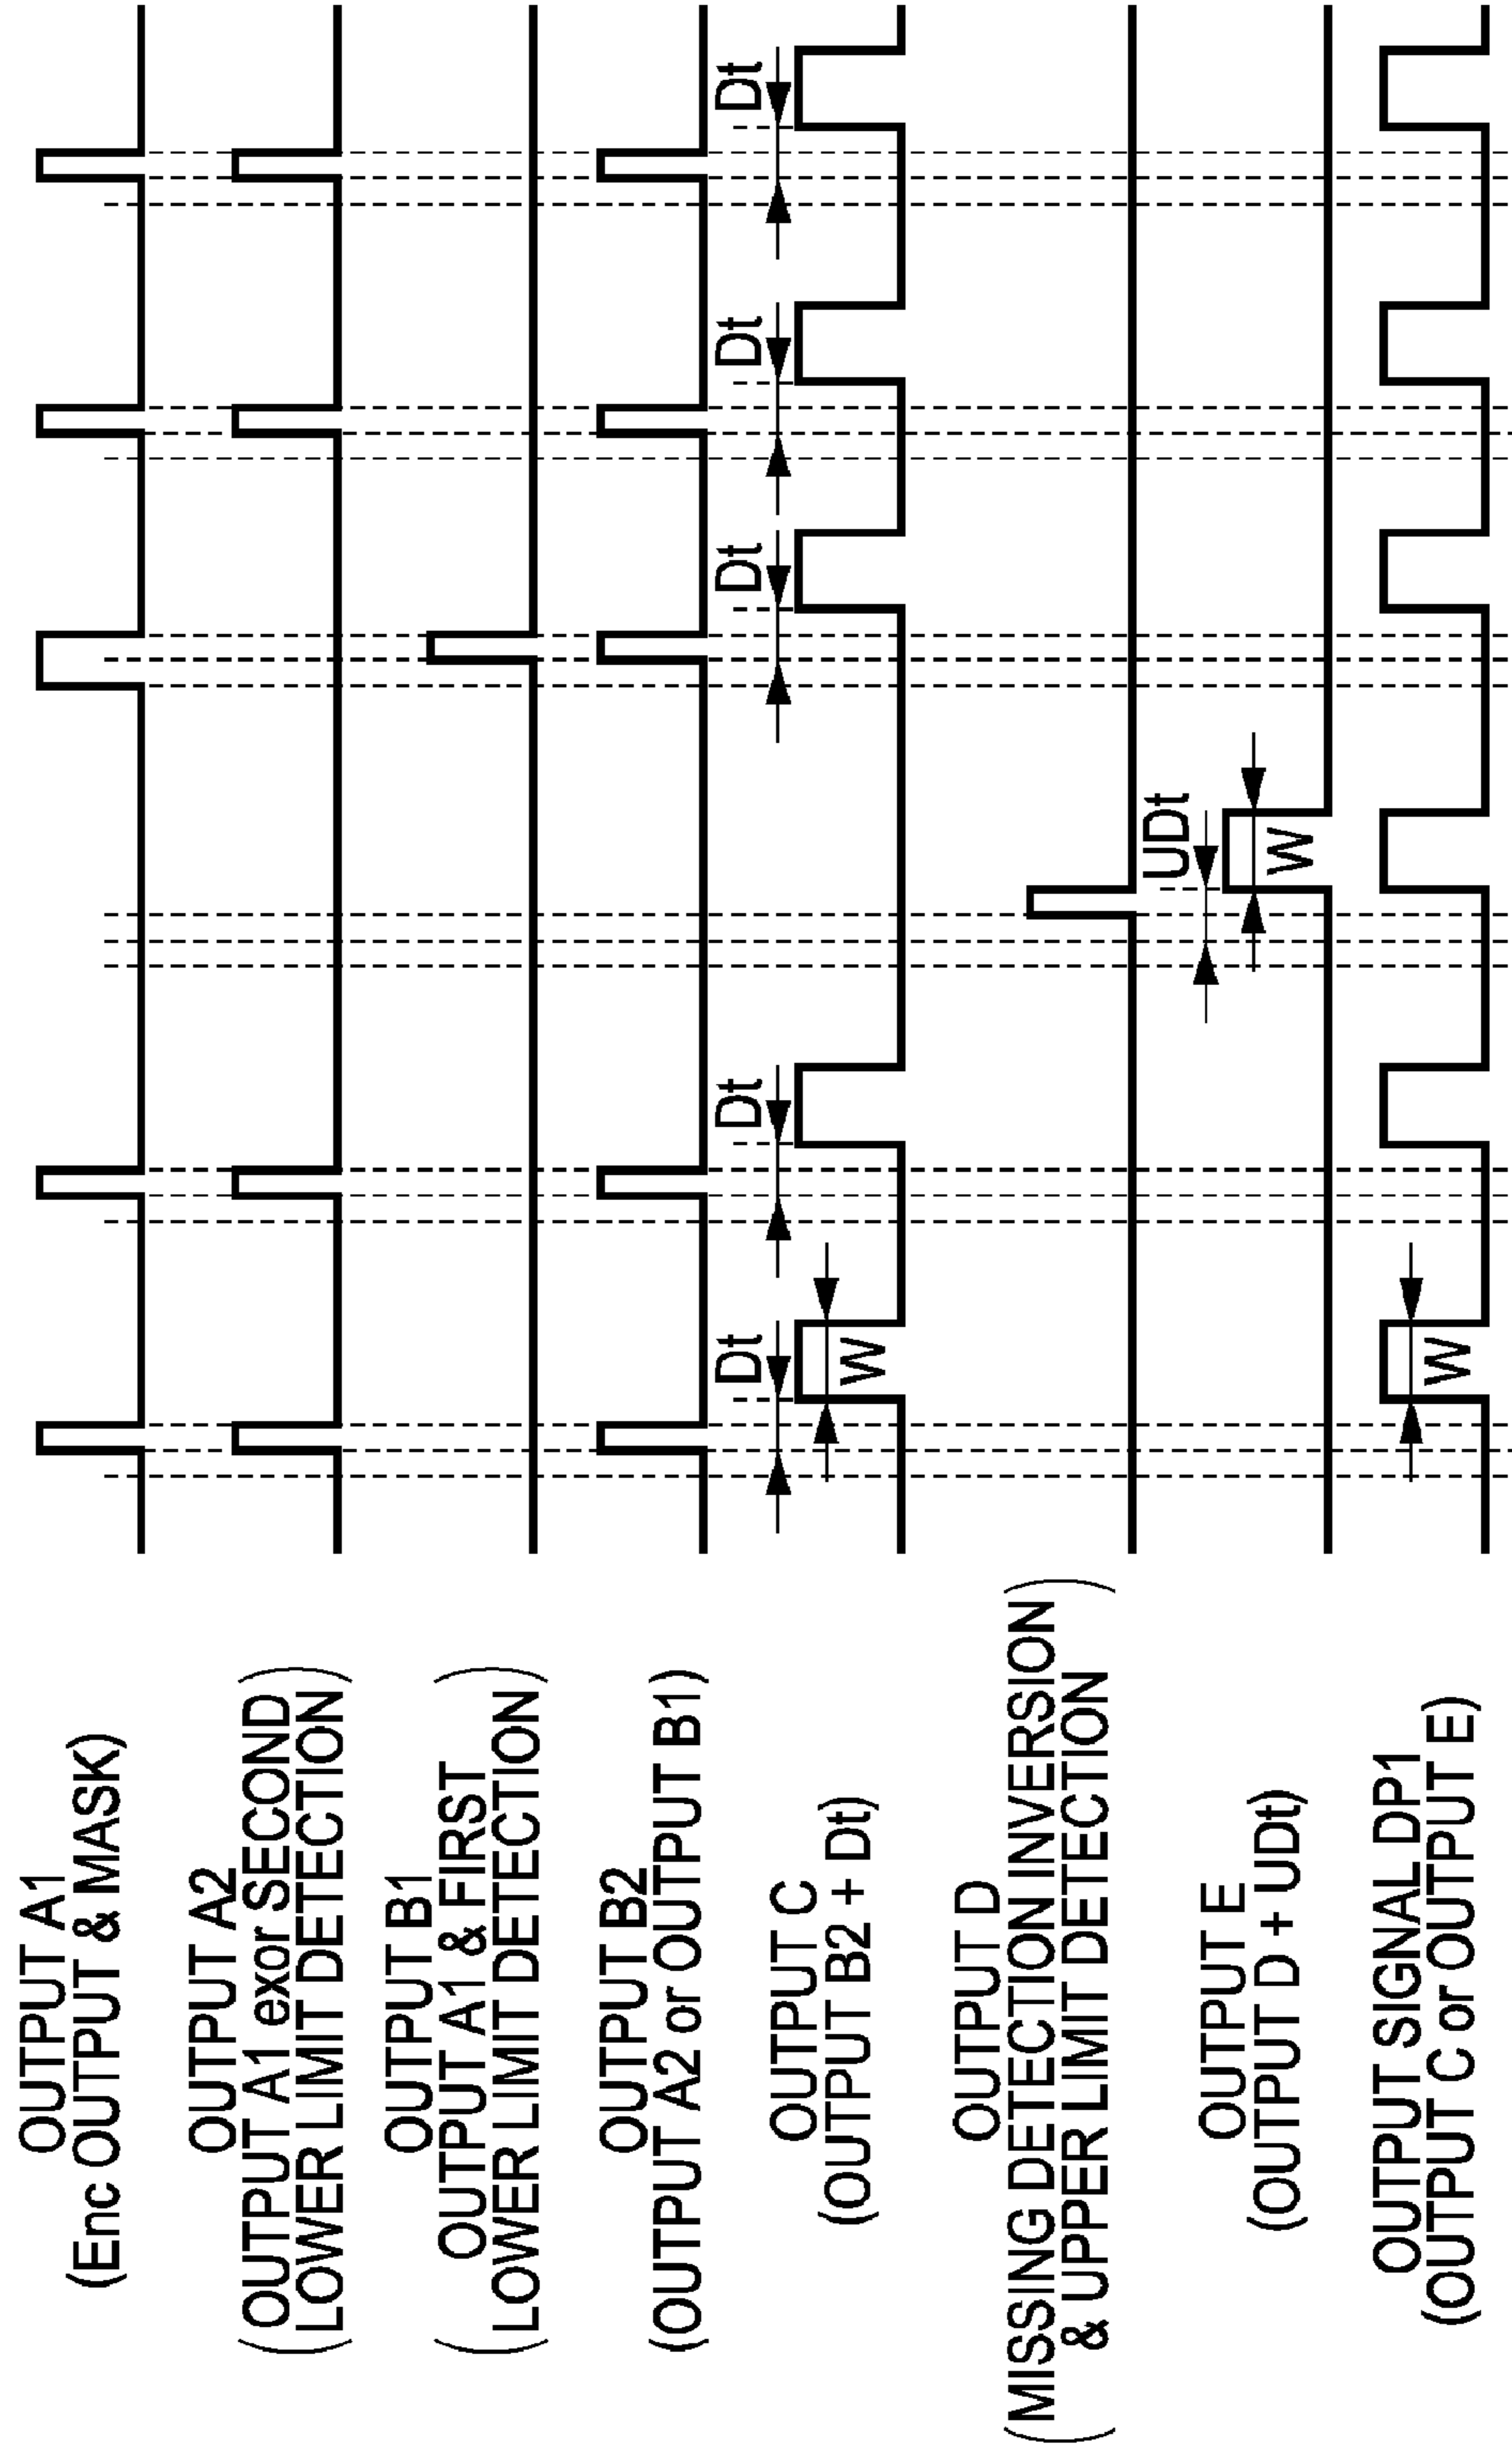 OUTPUT A1
(Enc OUTPUT & MASK)
OUTPUT A2
(OUTPUT A1 exor SECOND
LOWER LIMIT DETECTION)
OUTPUT B1
(OUTPUT A1 & FIRST
LOWER LIMIT DETECTION)
OUTPUT B2
(OUTPUT A2 or OUTPUT B1)
OUTPUT C
(OUTPUT B2 + Dt)
Dt
Dt
Dt
Dt
Dt
W
OUTPUT D
(MISSING DETECTION INVERSION
& UPPER LIMIT DETECTION)
OUTPUT E
(OUTPUT D + UDt)
UDt
W
OUTPUT SIGNAL DP1
(OUTPUT C or OUTPUT E)
W